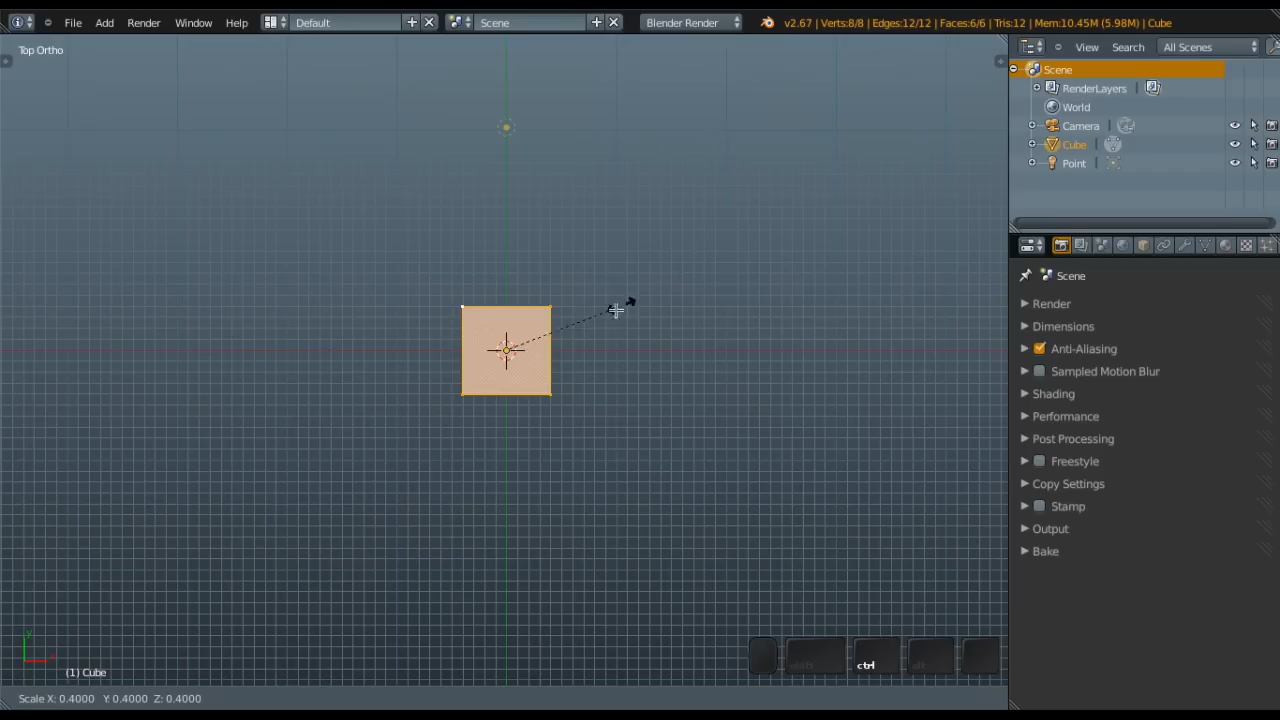 File Add Render Window Help Default Scene Blender Render v2.67 | Verts:8/8 | Edges:12/12 | Faces:6/6 | Tris:12 | Mem:10.45M (5.98M) | Cube
Top Ortho
View Search All Scenes
Scene
RenderLayers
World
Camera
Cube
Point
Scene
Render
Dimensions
Anti-Aliasing
Sampled Motion Blur
Shading
Performance
Post Processing
Freestyle
Copy Settings
Stamp
Output
Bake
y
x
shift ctrl alt
(1) Cube
Scale X: 0.4000 Y: 0.4000 Z: 0.4000